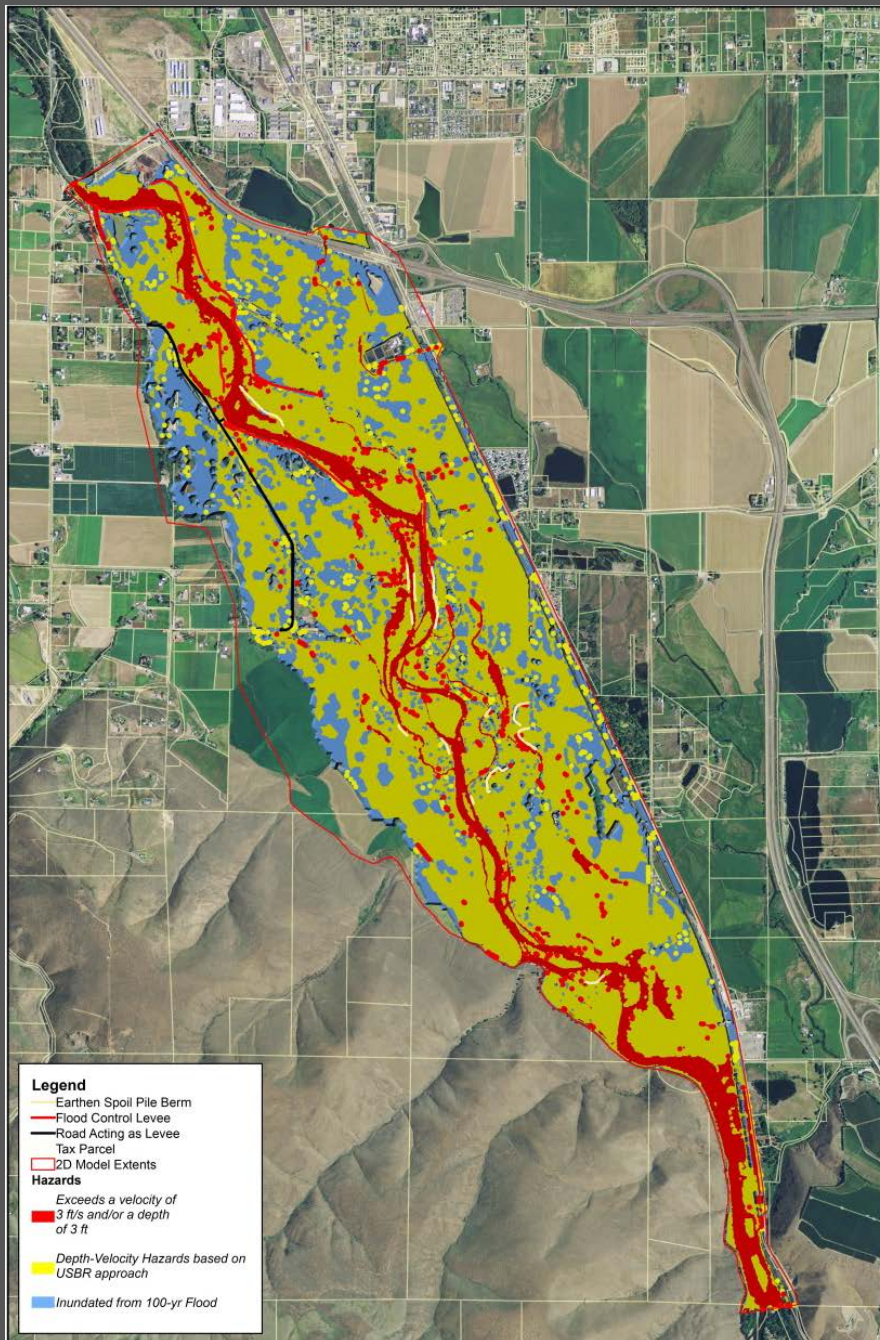 Legend
Earthen Spoil Pile Berm
Flood Control Levee
Road Acting as Levee
Tax Parcel
2D Model Extents
Hazards
Exceeds a velocity of
3 ft/s and/or a depth
of 3 ft
Depth-Velocity Hazards based on
USBR approach
Inundated from 100-yr Flood